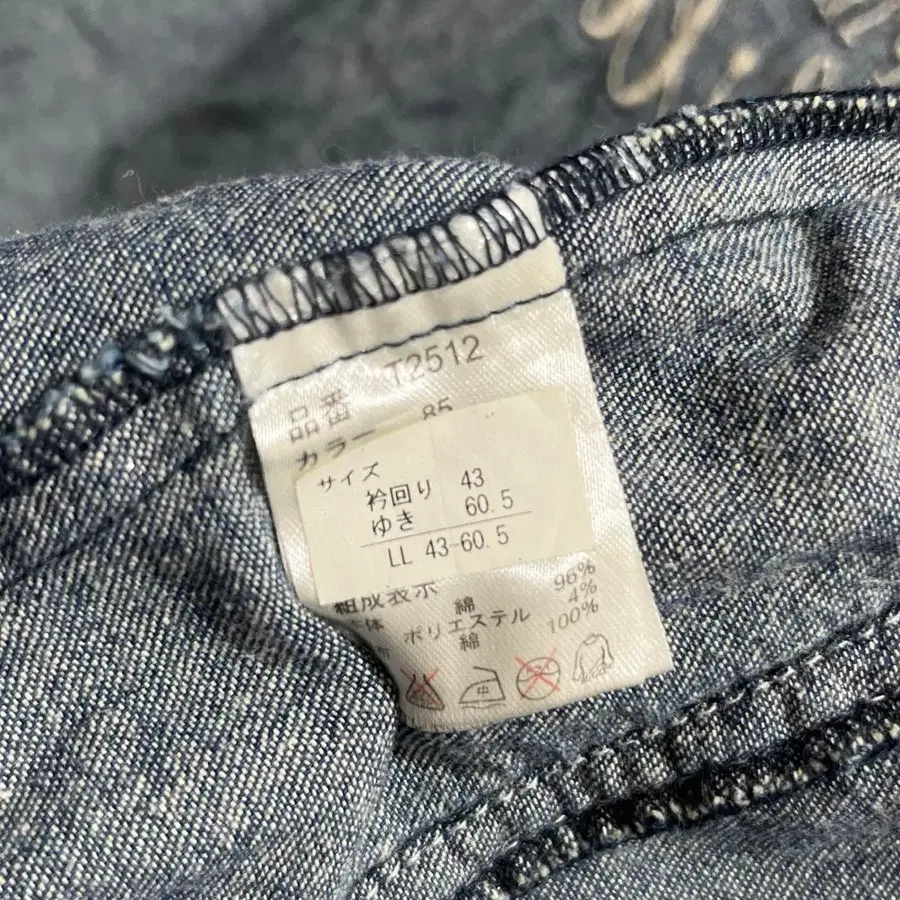 品番 T2512
カラー 85
サイズ
衿回り 43
ゆき 60.5
LL 43-60.5
組成表示
体 綿 96%
ポリエステル 4%
綿 100%
中